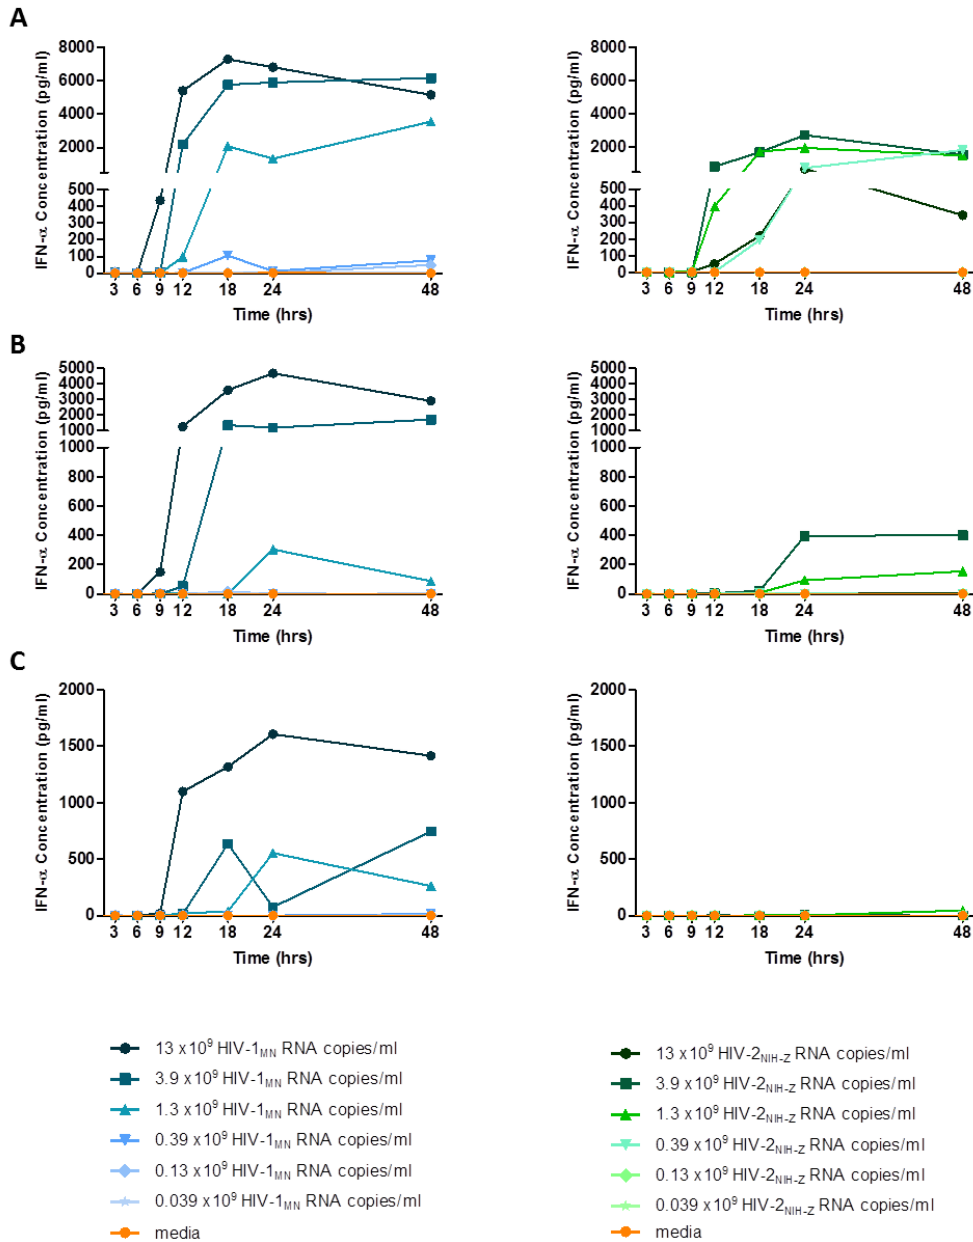 A
8000
6000
4000
2000
500
400
300
200
100
0
IFN-α Concentration (pg/ml)
3 6 9 12 18 24 48
Time (hrs)
8000
6000
4000
2000
500
400
300
200
100
0
IFN-α Concentration (pg/ml)
3 6 9 12 18 24 48
Time (hrs)
B
5000
4000
3000
2000
1000
1000
800
600
400
200
0
IFN-α Concentration (pg/ml)
3 6 9 12 18 24 48
Time (hrs)
5000
4000
3000
2000
1000
1000
800
600
400
200
0
IFN-α Concentration (pg/ml)
3 6 9 12 18 24 48
Time (hrs)
C
2000
1500
1000
500
0
IFN-α Concentration (pg/ml)
3 6 9 12 18 24 48
Time (hrs)
2000
1500
1000
500
0
IFN-α Concentration (pg/ml)
3 6 9 12 18 24 48
Time (hrs)
13 x10⁹ HIV-1MN RNA copies/ml
3.9 x10⁹ HIV-1MN RNA copies/ml
1.3 x10⁹ HIV-1MN RNA copies/ml
0.39 x10⁹ HIV-1MN RNA copies/ml
0.13 x10⁹ HIV-1MN RNA copies/ml
0.039 x10⁹ HIV-1MN RNA copies/ml
media
13 x10⁹ HIV-2NIH-Z RNA copies/ml
3.9 x10⁹ HIV-2NIH-Z RNA copies/ml
1.3 x10⁹ HIV-2NIH-Z RNA copies/ml
0.39 x10⁹ HIV-2NIH-Z RNA copies/ml
0.13 x10⁹ HIV-2NIH-Z RNA copies/ml
0.039 x10⁹ HIV-2NIH-Z RNA copies/ml
media